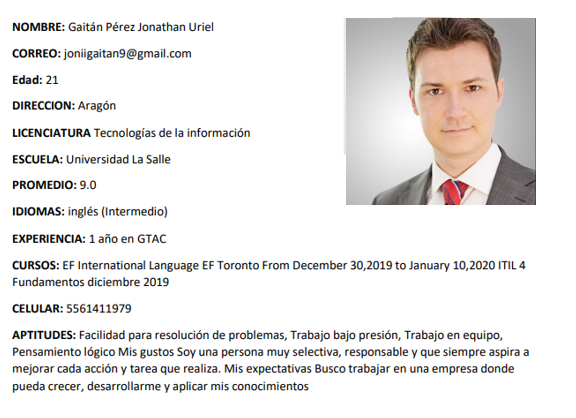 NOMBRE: Gaitán Pérez Jonathan Uriel
CORREO: joniigaitan9@gmail.com
Edad: 21
DIRECCION: Aragón
LICENCIATURA Tecnologías de la información
ESCUELA: Universidad La Salle
PROMEDIO: 9.0
IDIOMAS: inglés (Intermedio)
EXPERIENCIA: 1 año en GTAC
CURSOS: EF International Language EF Toronto From December 30,2019 to January 10,2020 ITIL 4
Fundamentos diciembre 2019
CELULAR: 5561411979
APTITUDES: Facilidad para resolución de problemas, Trabajo bajo presión, Trabajo en equipo,
Pensamiento lógico Mis gustos Soy una persona muy selectiva, responsable y que siempre aspira a
mejorar cada acción y tarea que realiza. Mis expectativas Busco trabajar en una empresa donde
pueda crecer, desarrollarme y aplicar mis conocimientos